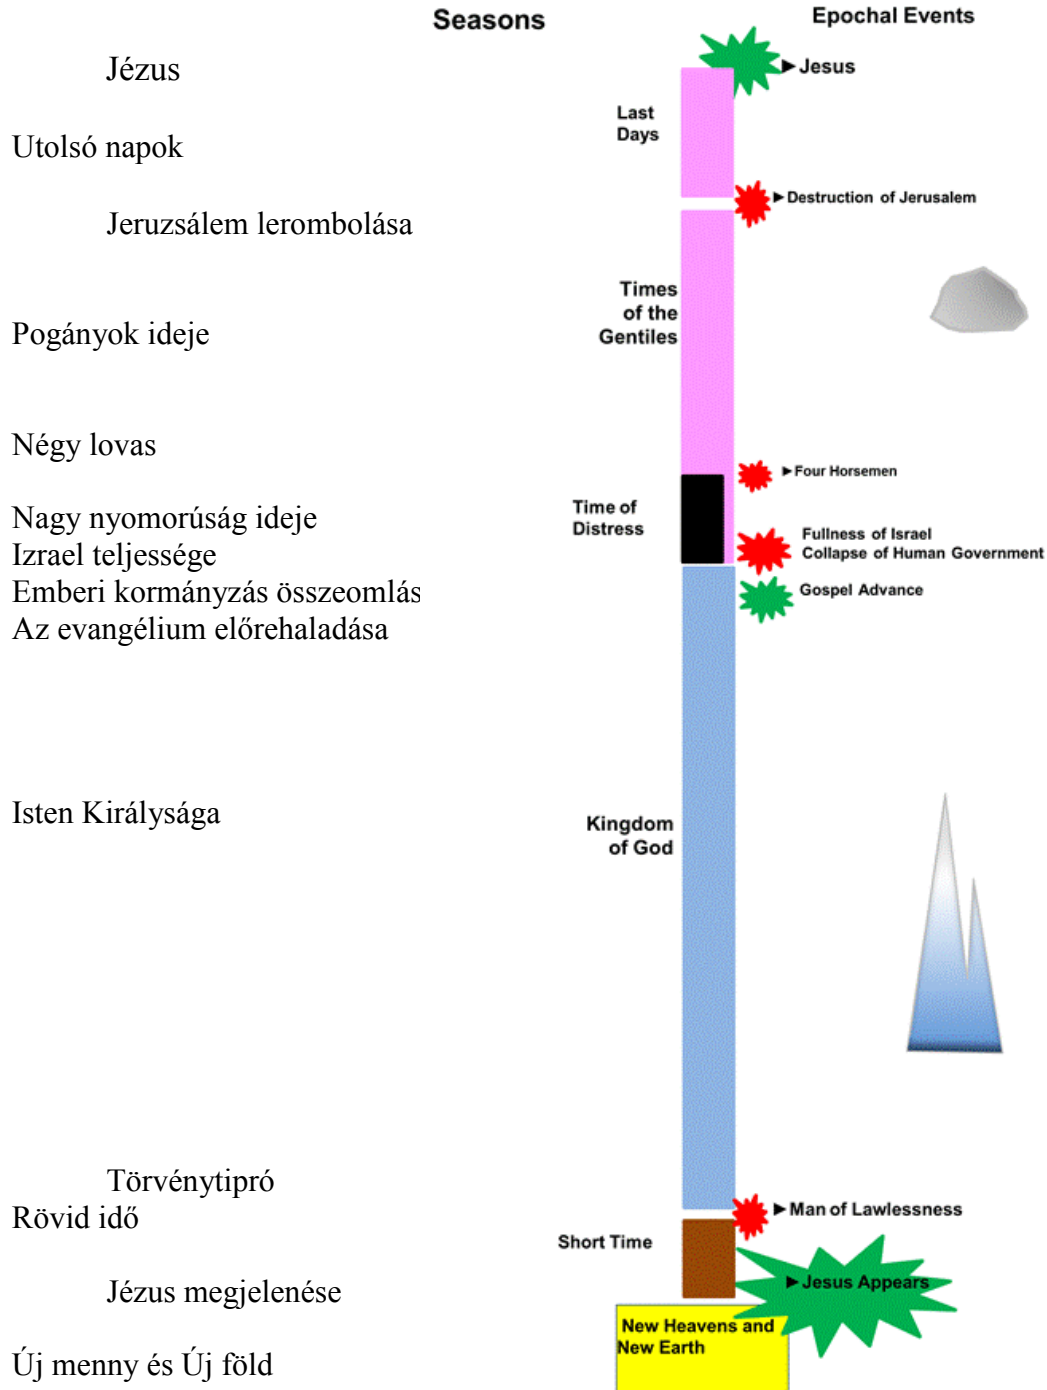 Seasons
Epochal Events
Jézus
► Jesus
Last
Days
Utolsó napok
► Destruction of Jerusalem
Jeruzsálem lerombolása
Times
of the
Gentiles
Pogányok ideje
Négy lovas
► Four Horsemen
Time of
Distress
Nagy nyomorúság ideje
Fullness of Israel
Izrael teljessége
Collapse of Human Government
Emberi kormányzás összeomlás
Gospel Advance
Az evangélium előrehaladása
Isten Királysága
Kingdom
of God
Törvénytipró
► Man of Lawlessness
Rövid idő
Short Time
Jézus megjelenése
► Jesus Appears
New Heavens and
New Earth
Új menny és Új föld